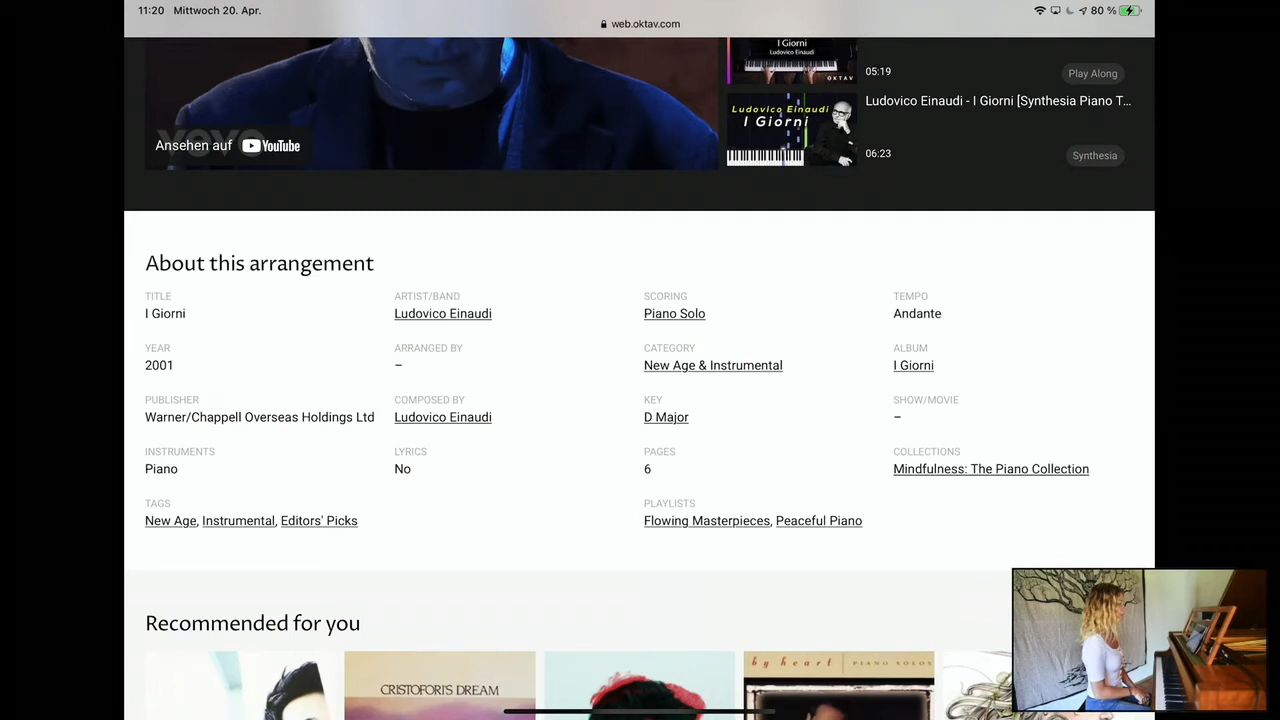 11:20 Mittwoch 20. Apr.
80 %
web.oktav.com
I Giorni
Ludovico Einaudi
OKTAV
05:19
Play Along
Ludovico Einaudi
I Giorni
Ludovico Einaudi - I Giorni [Synthesia Piano T...
06:23
Synthesia
vevo
Ansehen auf YouTube
About this arrangement
TITLE ARTIST/BAND SCORING TEMPO
I Giorni Ludovico Einaudi Piano Solo Andante
YEAR ARRANGED BY CATEGORY ALBUM
2001 – New Age & Instrumental I Giorni
PUBLISHER COMPOSED BY KEY SHOW/MOVIE
Warner/Chappell Overseas Holdings Ltd Ludovico Einaudi D Major –
INSTRUMENTS LYRICS PAGES COLLECTIONS
Piano No 6 Mindfulness: The Piano Collection
TAGS PLAYLISTS
New Age, Instrumental, Editors' Picks Flowing Masterpieces, Peaceful Piano
Recommended for you
CRISTOFORI'S DREAM
by heart PIANO SOLOS